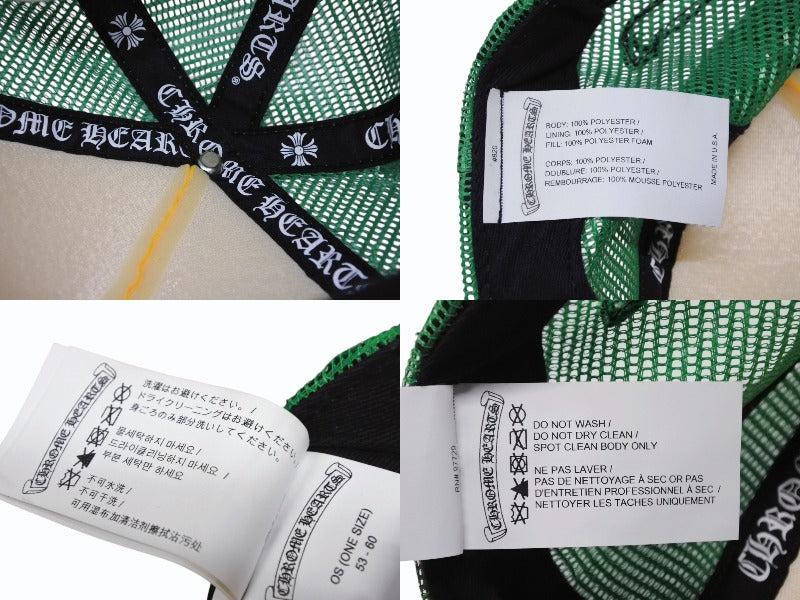 CHROME HEARTS
ARTS
®
OME HEAR
C
CHROME HEARTS
#820
BODY: 100% POLYESTER /
LINING: 100% POLYESTER /
FILL: 100% POLYESTER FOAM
CORPS: 100% POLYESTER /
DOUBLURE: 100% POLYESTER /
REMBOURRAGE: 100% MOUSSE POLYESTER
MADE IN U.S.A.
CHROME HEARTS
洗濯はお避けください。/
ドライクリーニングはお避けください。/
身ごろのみ部分洗いしてください。
물세탁하지 마세요 /
드라이클리닝하지 마세요 /
부분 세탁만 하세요
不可水洗 /
不可干洗 /
可用湿布加清洁剂擦拭沾污处
CHROME HEARTS
OS (ONE SIZE)
53 - 60
RN# 97729
CHROME HEARTS
DO NOT WASH /
DO NOT DRY CLEAN /
SPOT CLEAN BODY ONLY
NE PAS LAVER /
PAS DE NETTOYAGE À SEC OR PAS
D'ENTRETIEN PROFESSIONNEL À SEC /
NETTOYER LES TACHES UNIQUEMENT
CHROM